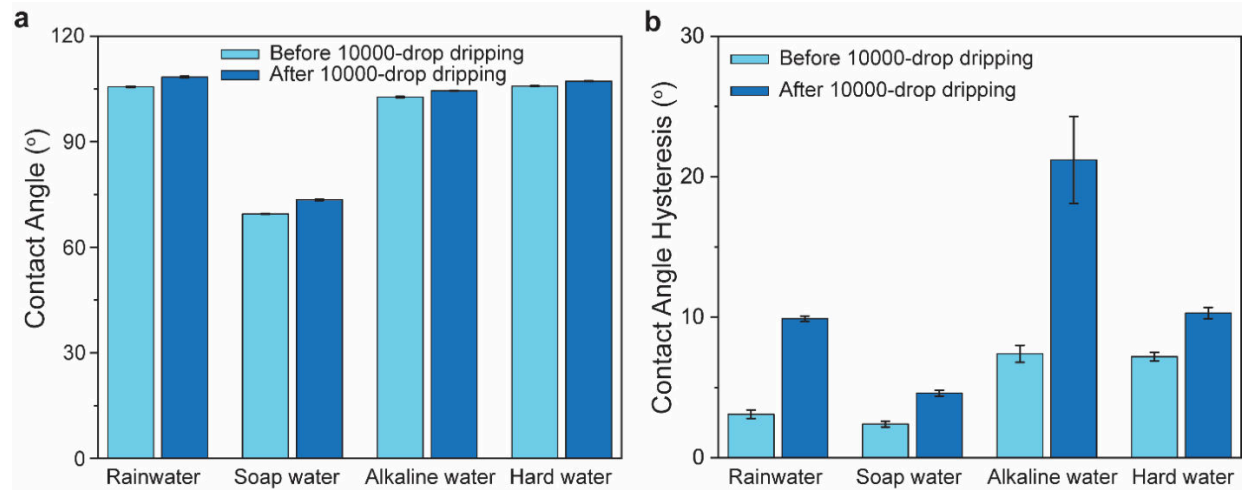 a
Contact Angle (º)
120
90
60
30
0
Before 10000-drop dripping
After 10000-drop dripping
Rainwater Soap water Alkaline water Hard water
b
Contact Angle Hysteresis (º)
30
20
10
0
Before 10000-drop dripping
After 10000-drop dripping
Rainwater Soap water Alkaline water Hard water